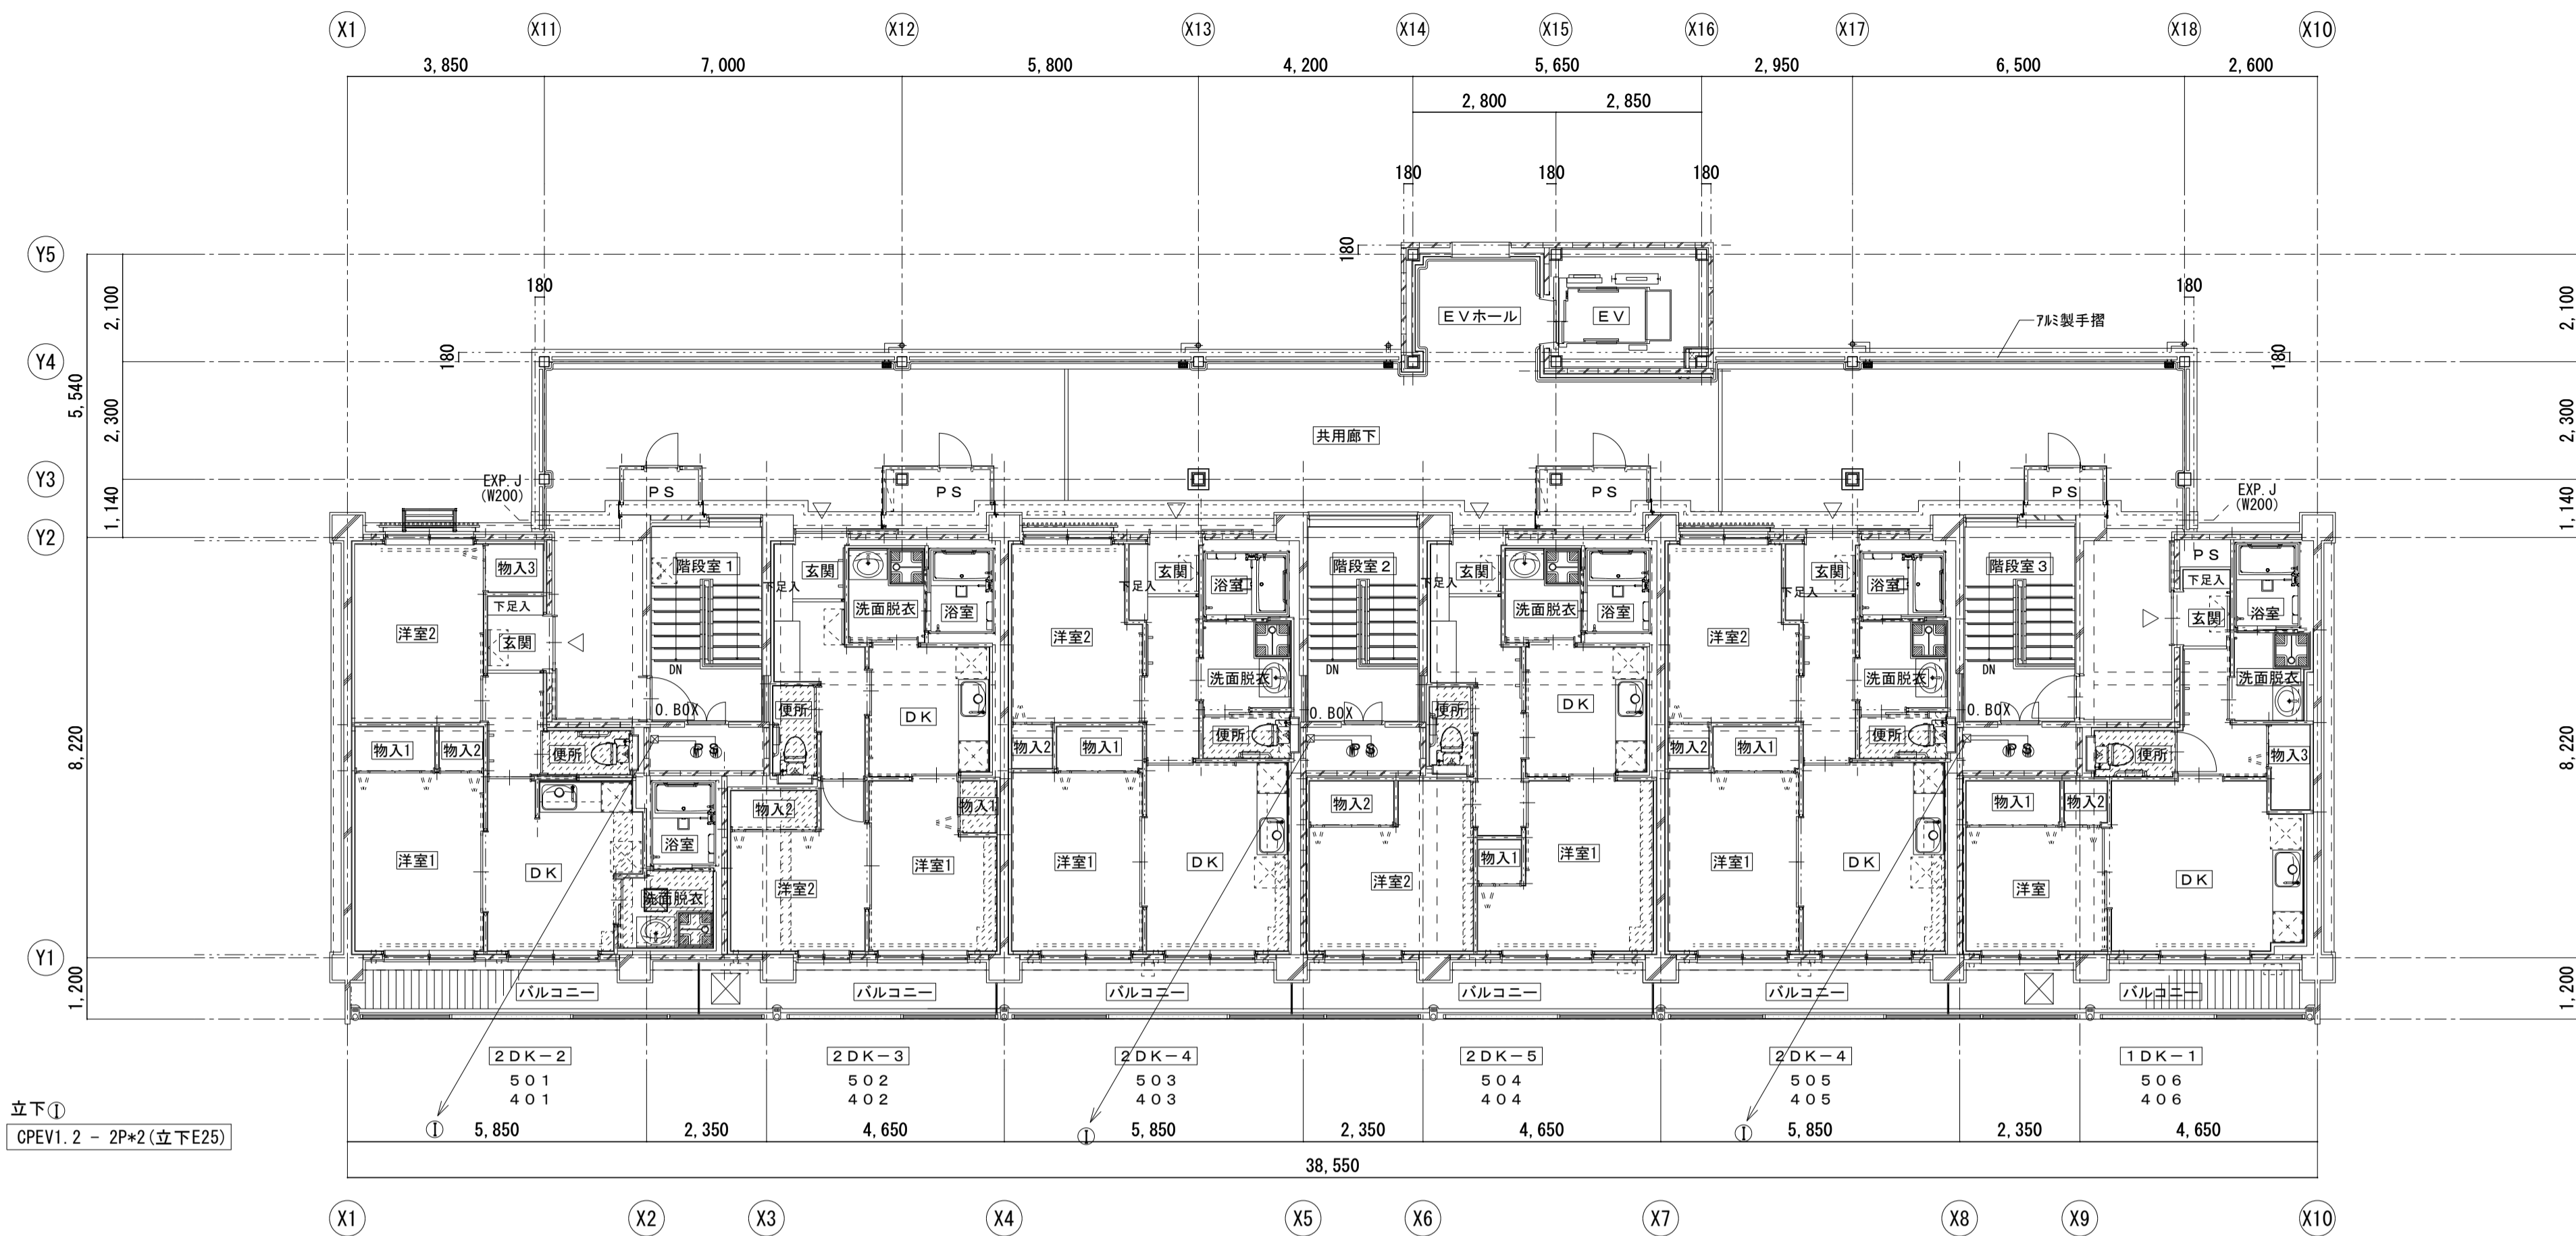 X1 X11 X12 X13 X14 X15 X16 X17 X18 X10
3,850 7,000 5,800 4,200 5,650 2,950 6,500 2,600
2,800 2,850
180 180 180
Y5 180
180 180
2,100 EVホール EV アルミ製手摺 2,100
Y4 180 180
5,540 2,300 共用廊下 2,300
Y3 EXP.J (W200) PS PS PS PS EXP.J (W200)
1,140 1,140
Y2
物入3 階段室1 玄関 玄関 浴室 階段室2 玄関 玄関 浴室 階段室3 PS
下足入 下足入 下足入 下足入 下足入 下足入
洋室2 玄関 洗面脱衣 浴室 洋室2 洗面脱衣 浴室 洋室2 玄関 浴室
DN 洗面脱衣 DN 洗面脱衣 DN 洗面脱衣
O.BOX 便所 DK O.BOX 便所 DK O.BOX
8,220 物入1 物入2 便所 PS 物入2 物入1 便所 PS 物入2 物入1 便所 PS 便所 物入3 8,220
物入2 物入1 物入2 物入1 物入2
洋室1 DK 浴室 洋室1 洋室1 DK 物入1 洋室1 洋室1 DK
洗面脱衣 洋室2 洋室2 洋室 DK
Y1
1,200 バルコニー バルコニー バルコニー バルコニー バルコニー バルコニー 1,200
2DK-2 2DK-3 2DK-4 2DK-5 2DK-4 1DK-1
501 502 503 504 505 506
401 402 403 404 405 406
立下Ⓘ
CPEV1.2 - 2P*2(立下E25)
Ⓘ 5,850 2,350 4,650 Ⓘ 5,850 2,350 4,650 Ⓘ 5,850 2,350 4,650
38,550
X1 X2 X3 X4 X5 X6 X7 X8 X9 X10